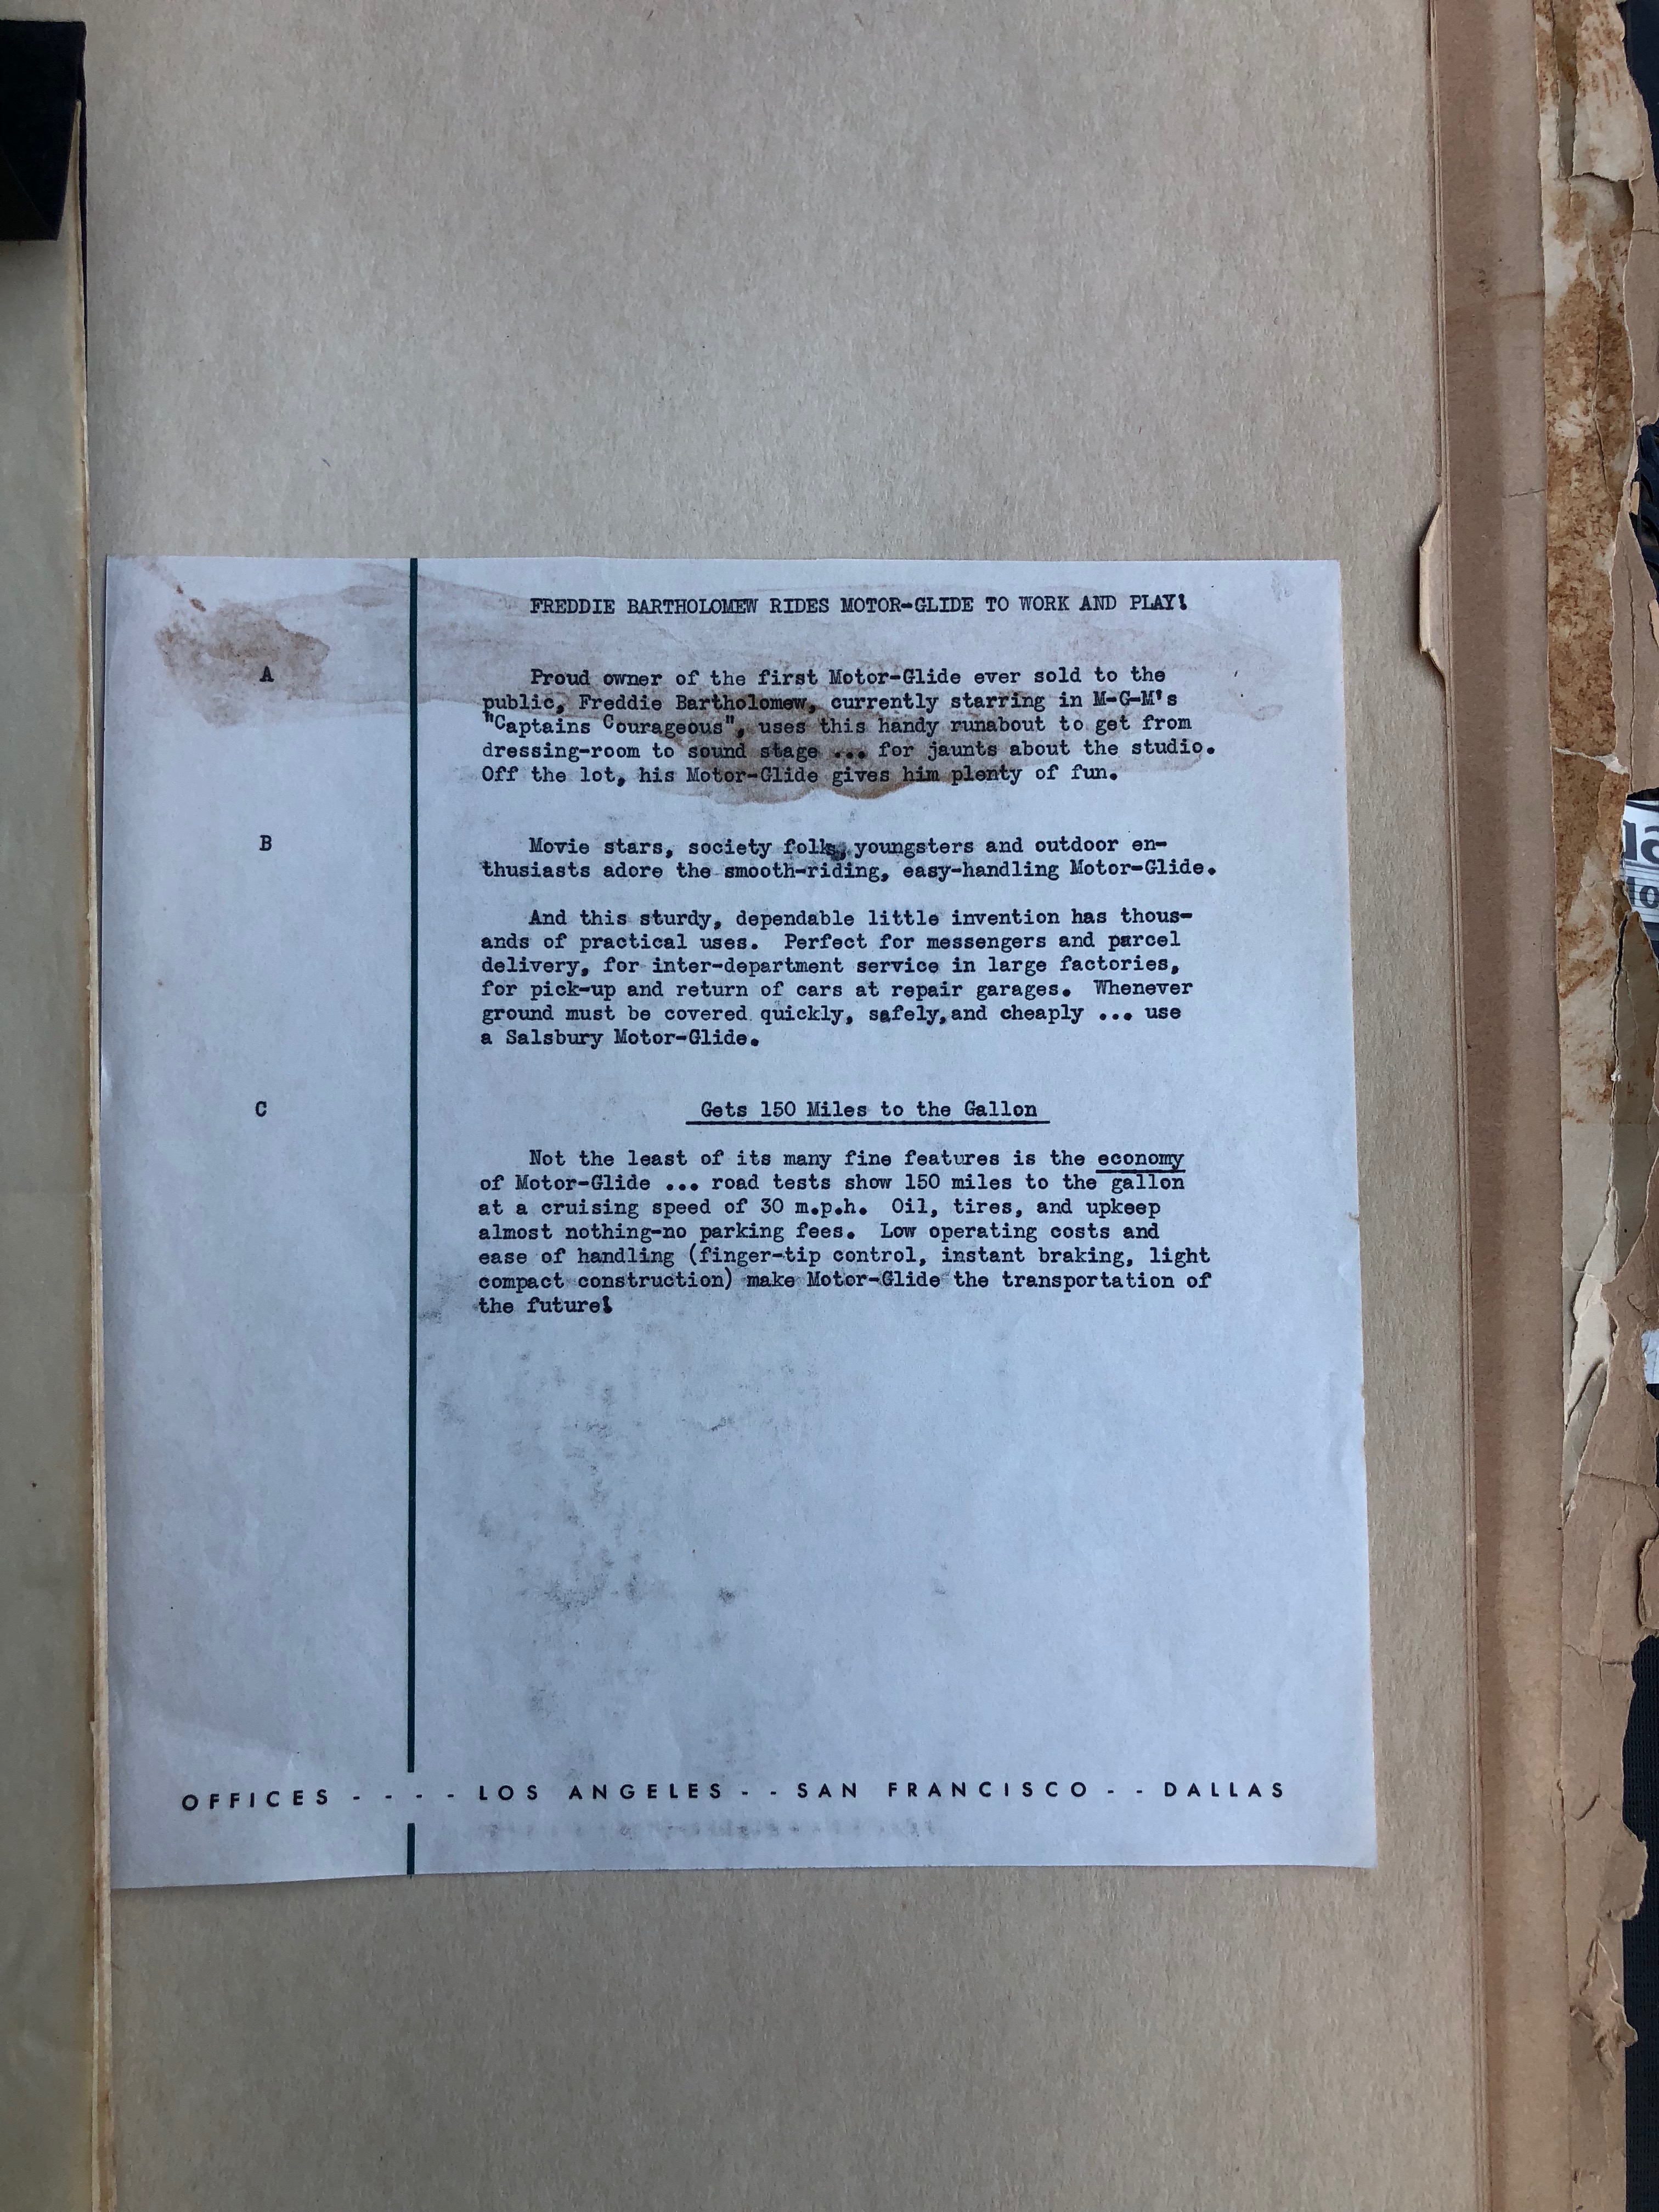 FREDDIE BARTHOLOMEW RIDES MOTOR-GLIDE TO WORK AND PLAY!
A
Proud owner of the first Motor-Glide ever sold to the
public, Freddie Bartholomew, currently starring in M-G-M's
"Captains Courageous", uses this handy runabout to get from
dressing-room to sound stage ... for jaunts about the studio.
Off the lot, his Motor-Glide gives him plenty of fun.
B
Movie stars, society folk, youngsters and outdoor en-
thusiasts adore the smooth-riding, easy-handling Motor-Glide.
And this sturdy, dependable little invention has thous-
ands of practical uses. Perfect for messengers and parcel
delivery, for inter-department service in large factories,
for pick-up and return of cars at repair garages. Whenever
ground must be covered quickly, safely, and cheaply ... use
a Salsbury Motor-Glide.
C
Gets 150 Miles to the Gallon
Not the least of its many fine features is the economy
of Motor-Glide ... road tests show 150 miles to the gallon
at a cruising speed of 30 m.p.h. Oil, tires, and upkeep
almost nothing-no parking fees. Low operating costs and
ease of handling (finger-tip control, instant braking, light
compact construction) make Motor-Glide the transportation of
the future!
OFFICES - - - - LOS ANGELES - - SAN FRANCISCO - - DALLAS